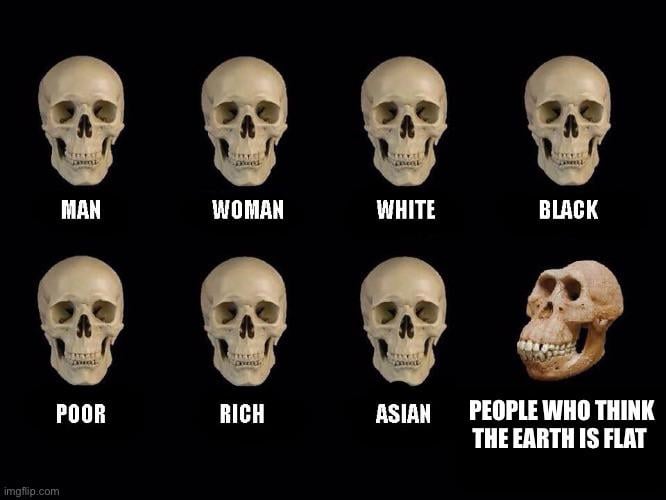 MAN WOMAN WHITE BLACK
POOR RICH ASIAN PEOPLE WHO THINK
THE EARTH IS FLAT
imgflip.com